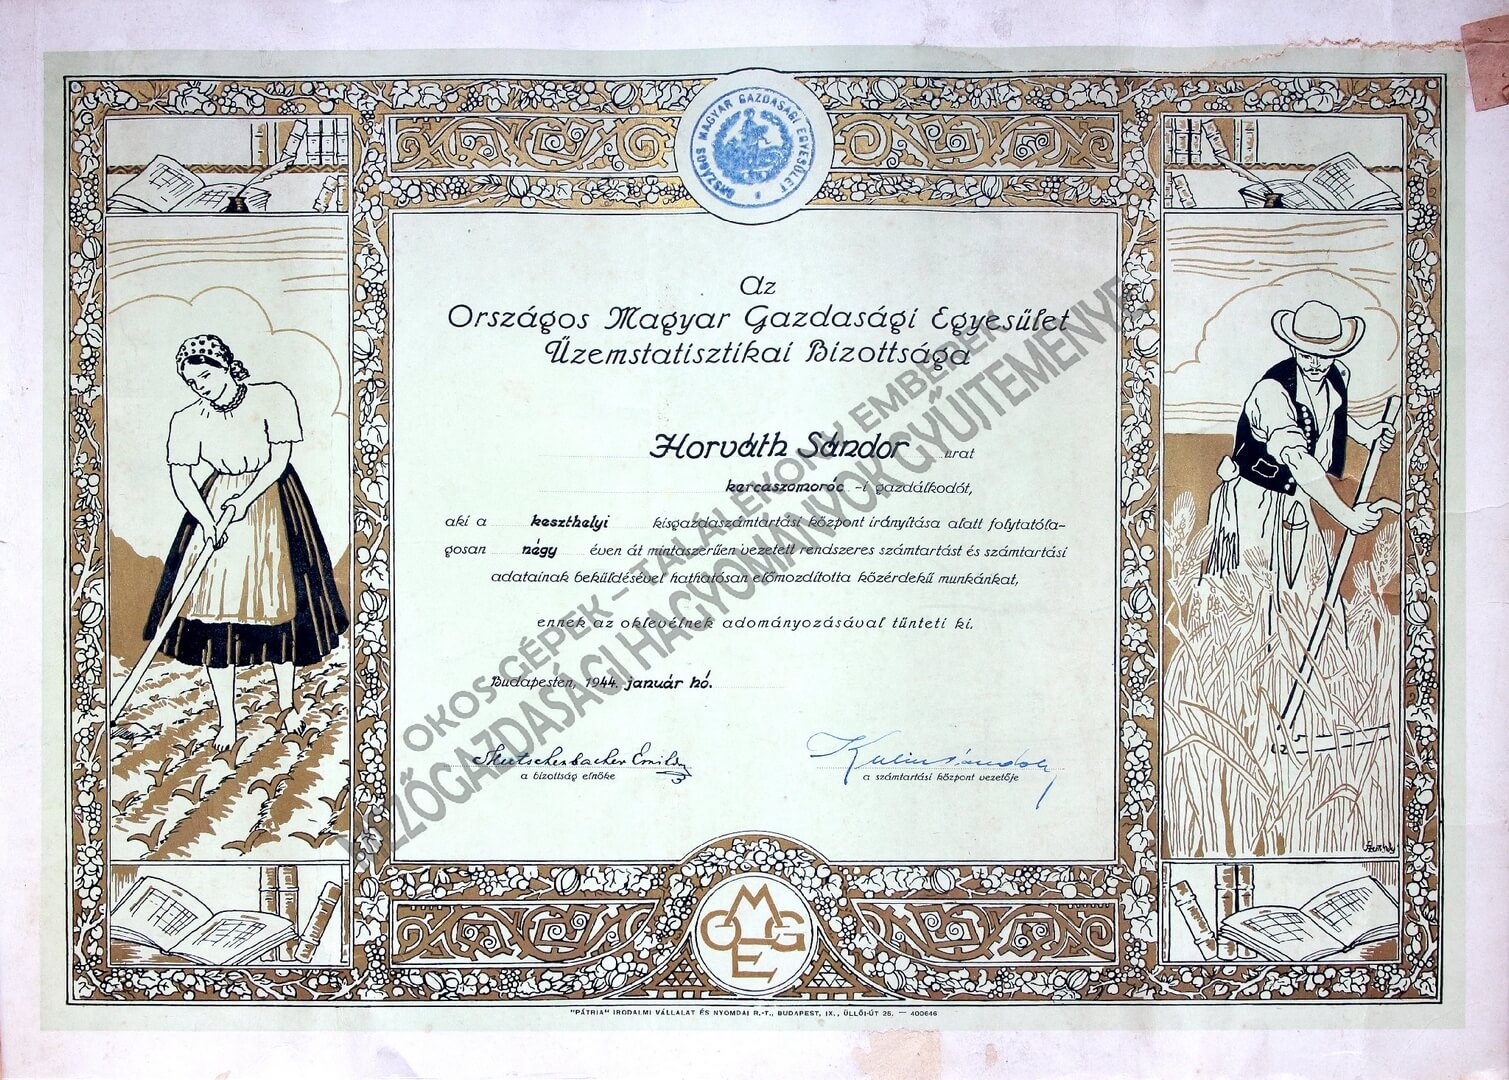 ORSZÁGOS MAGYAR GAZDASÁGI EGYESÜLET
Az
Országos Magyar Gazdasági Egyesület
Üzemstatisztikai Bizottsága
Horváth Sándor urat
kercaszomoróc -i gazdálkodót,
aki a keszthelyi kisgazdaszámtartási központ irányítása alatt folytatóla-
gosan négy éven át mintaszerűen vezetett rendszeres számtartást és számtartási
adatainak beküldésével hathatósan előmozdította közérdekű munkánkat,
ennek az oklevélnek adományozásával tünteti ki.
Budapesten, 1944. január hó.
a bizottság elnöke
a számtartási központ vezetője
OMGE
"PÁTRIA" IRODALMI VÁLLALAT ÉS NYOMDAI R.-T., BUDAPEST, IX., ÜLLŐI-ÚT 25. — 400646
OKOS GÉPEK - TALÁLÉKONY EMBEREK
MEZŐGAZDASÁGI HAGYOMÁNYOK GYŰJTEMÉNYE